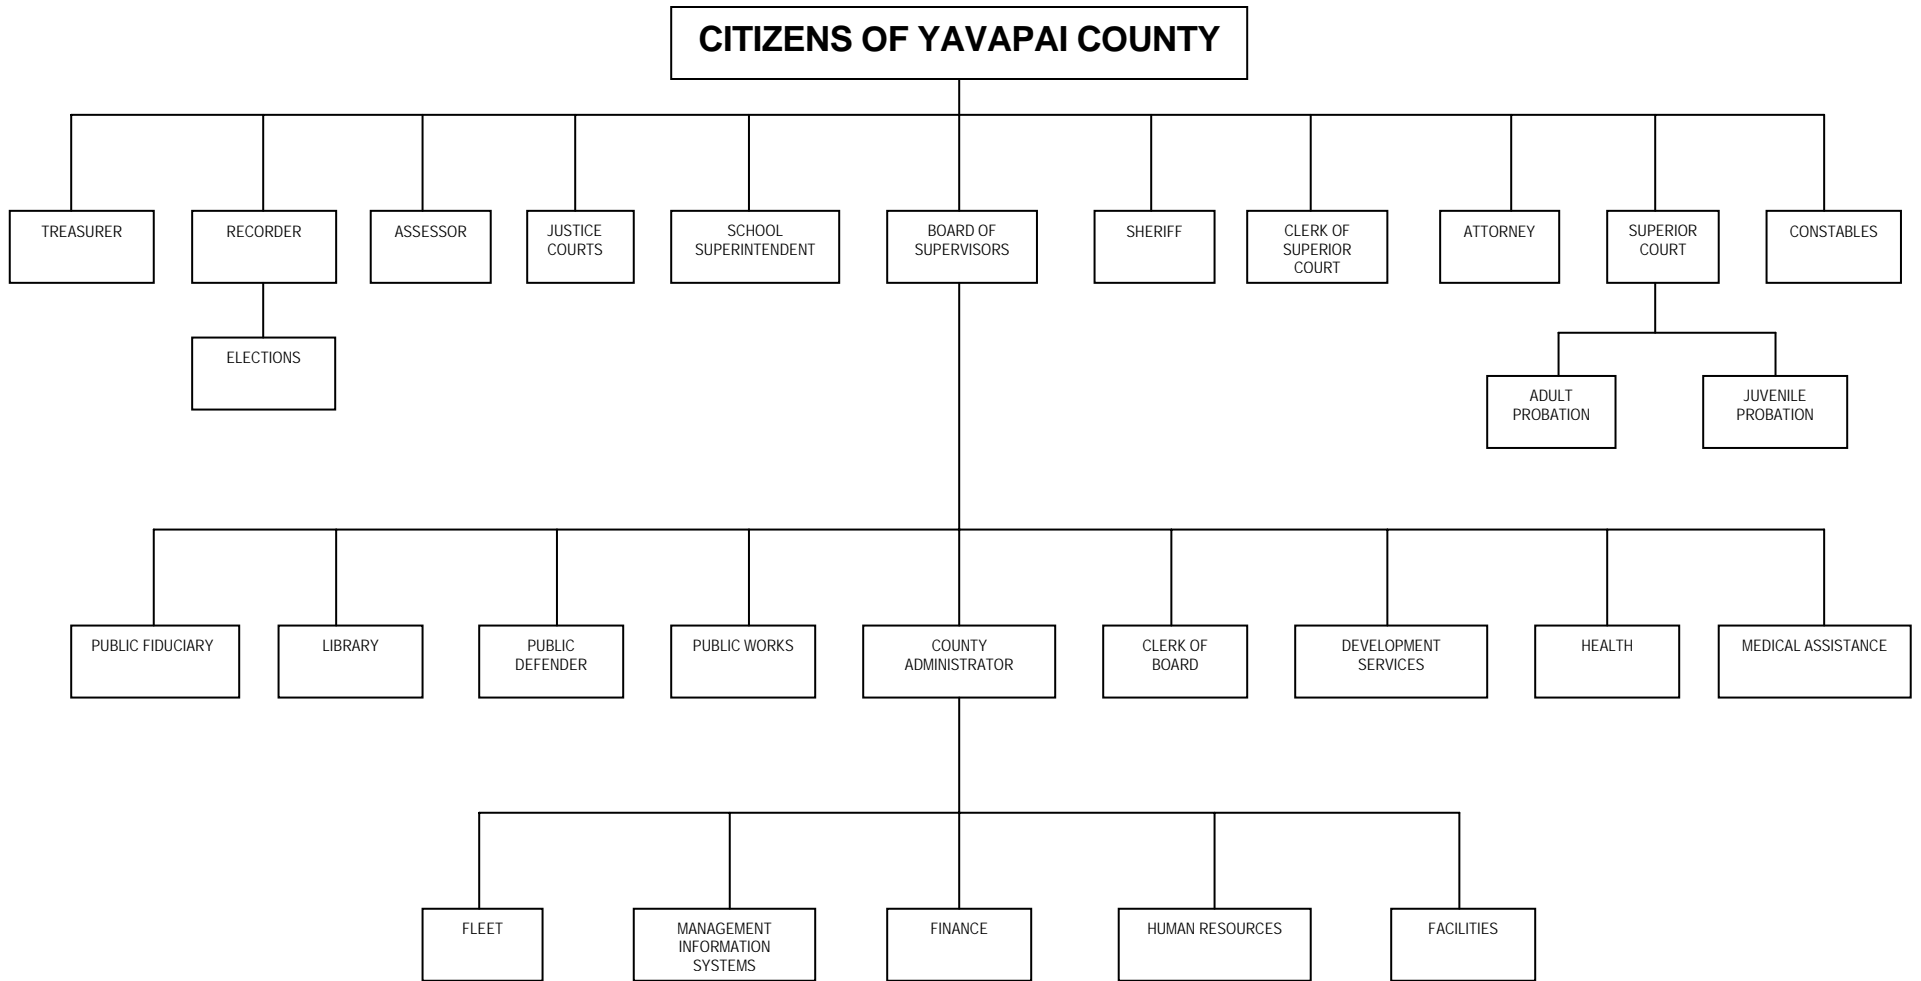 CITIZENS OF YAVAPAI COUNTY
TREASURER
RECORDER
ASSESSOR
JUSTICE
COURTS
SCHOOL
SUPERINTENDENT
BOARD OF
SUPERVISORS
SHERIFF
CLERK OF
SUPERIOR
COURT
ATTORNEY
SUPERIOR
COURT
CONSTABLES
ELECTIONS
ADULT
PROBATION
JUVENILE
PROBATION
PUBLIC FIDUCIARY
LIBRARY
PUBLIC
DEFENDER
PUBLIC WORKS
COUNTY
ADMINISTRATOR
CLERK OF
BOARD
DEVELOPMENT
SERVICES
HEALTH
MEDICAL ASSISTANCE
FLEET
MANAGEMENT
INFORMATION
SYSTEMS
FINANCE
HUMAN RESOURCES
FACILITIES